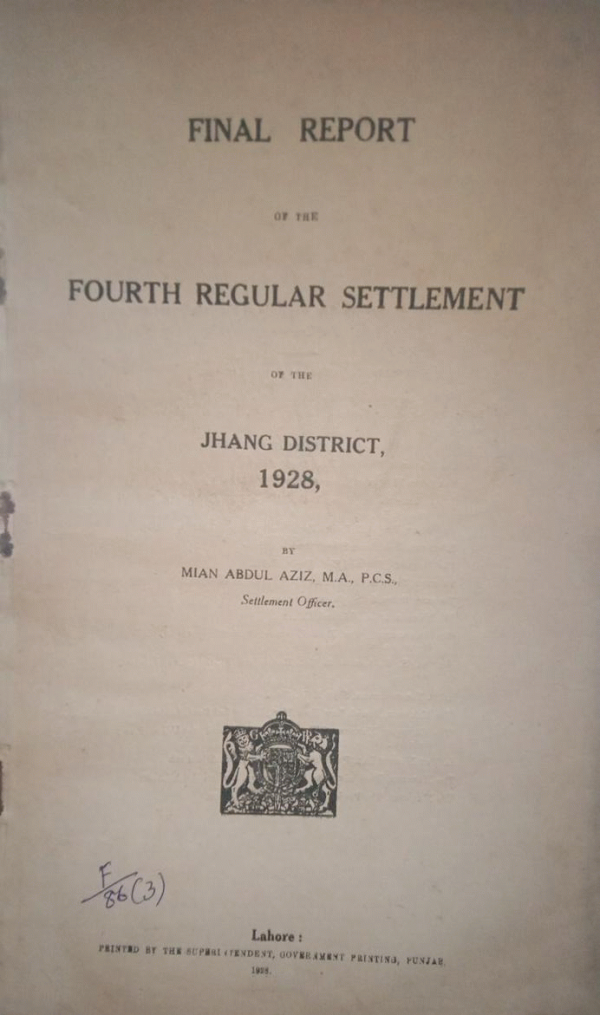 FINAL REPORT
OF THE
FOURTH REGULAR SETTLEMENT
OF THE
JHANG DISTRICT,
1928,
BY
MIAN ABDUL AZIZ, M.A., P.C.S.,
Settlement Officer.
F/86(3)
Lahore :
PRINTED BY THE SUPERINTENDENT, GOVERNMENT PRINTING, PUNJAB.
1928.